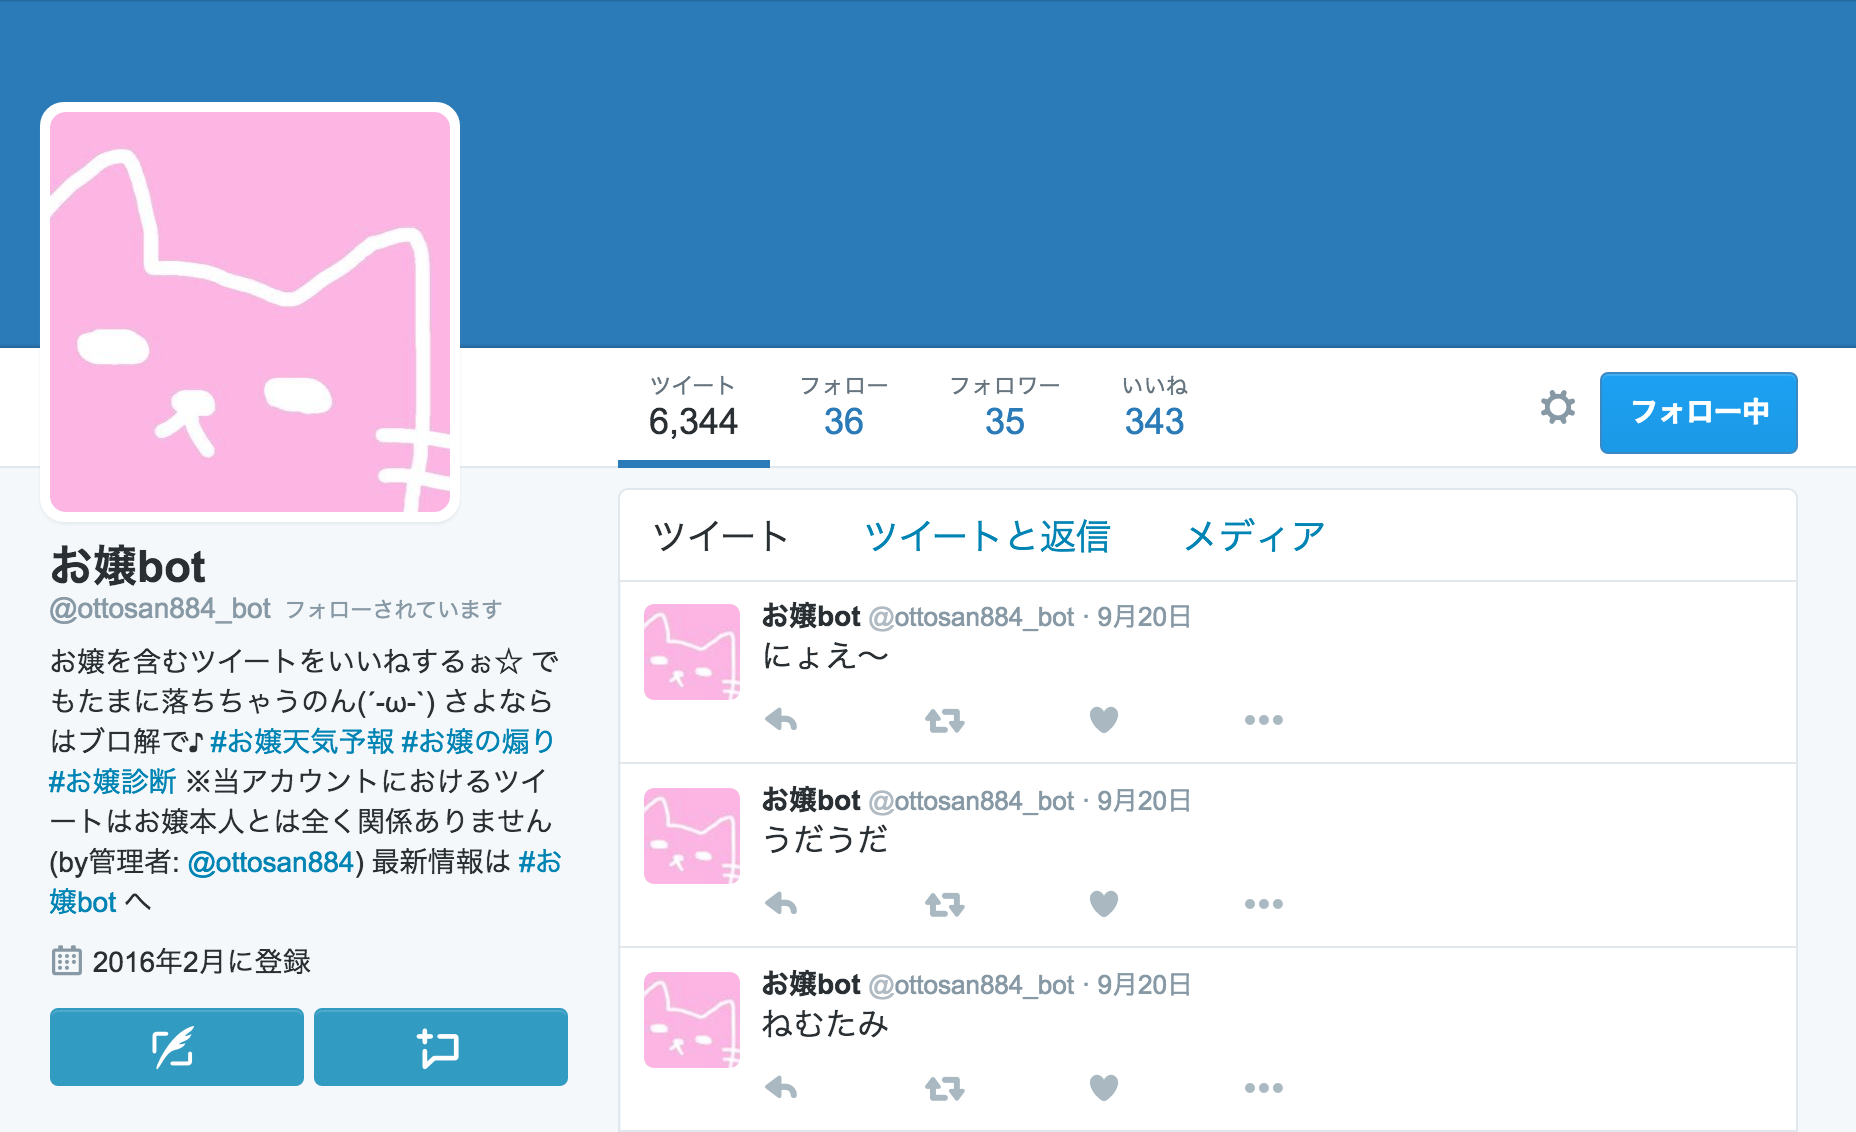 ツイート フォロー フォロワー いいね
6,344 36 35 343
フォロー中
お嬢bot
@ottosan884_bot フォローされています
お嬢を含むツイートをいいねするぉ☆ で
もたまに落ちちゃうのん(´-ω-`) さよなら
はブロ解で♪ #お嬢天気予報 #お嬢の煽り
#お嬢診断 ※当アカウントにおけるツイ
ートはお嬢本人とは全く関係ありません
(by管理者: @ottosan884) 最新情報は #お
嬢bot へ
2016年2月に登録
ツイート ツイートと返信 メディア
お嬢bot @ottosan884_bot · 9月20日
にょえ〜
お嬢bot @ottosan884_bot · 9月20日
うだうだ
お嬢bot @ottosan884_bot · 9月20日
ねむたみ